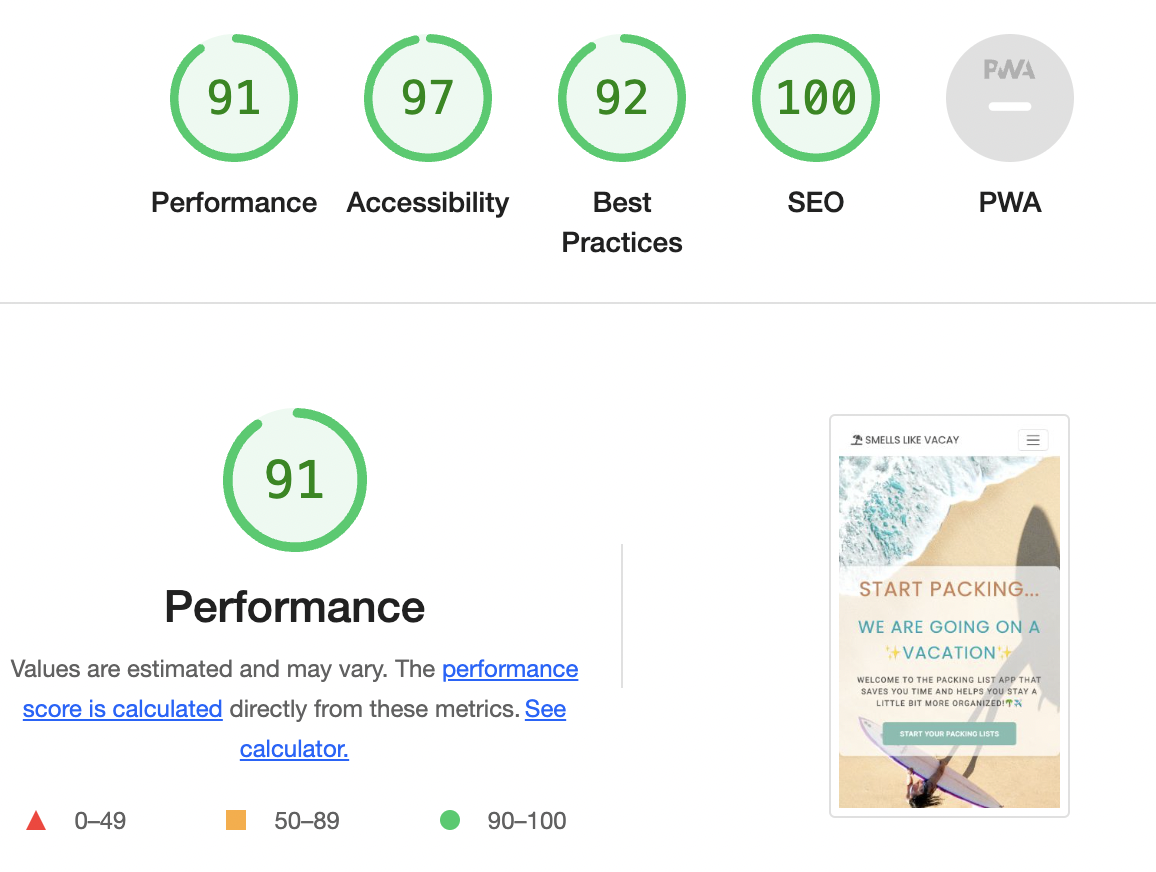 91
97
92
100
PWA
Performance
Accessibility
Best
Practices
SEO
PWA
91
Performance
Values are estimated and may vary. The performance
score is calculated directly from these metrics. See
calculator.
0–49
50–89
90–100
SMELLS LIKE VACAY
START PACKING...
WE ARE GOING ON A
✨VACATION✨
WELCOME TO THE PACKING LIST APP THAT
SAVES YOU TIME AND HELPS YOU STAY A
LITTLE BIT MORE ORGANIZED!🌴✈️
START YOUR PACKING LISTS